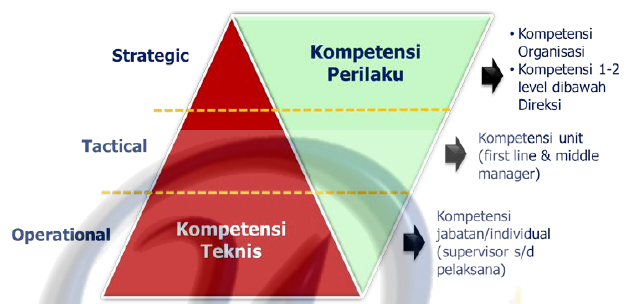 Strategic
Kompetensi
Perilaku
• Kompetensi
Organisasi
• Kompetensi 1-2
level dibawah
Direksi
Tactical
Kompetensi unit
(first line & middle
manager)
Operational
Kompetensi
Teknis
Kompetensi
jabatan/individual
(supervisor s/d
pelaksana)